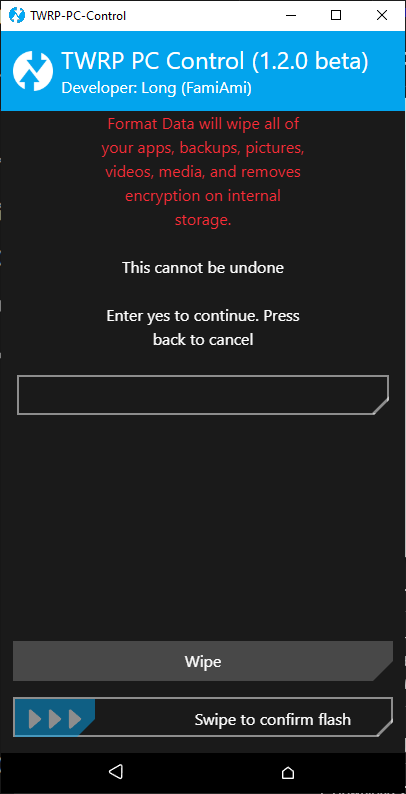 TWRP-PC-Control
TWRP PC Control (1.2.0 beta)
Developer: Long (FamiAmi)
Format Data will wipe all of
your apps, backups, pictures,
videos, media, and removes
encryption on internal
storage.
This cannot be undone
Enter yes to continue. Press
back to cancel
Wipe
Swipe to confirm flash